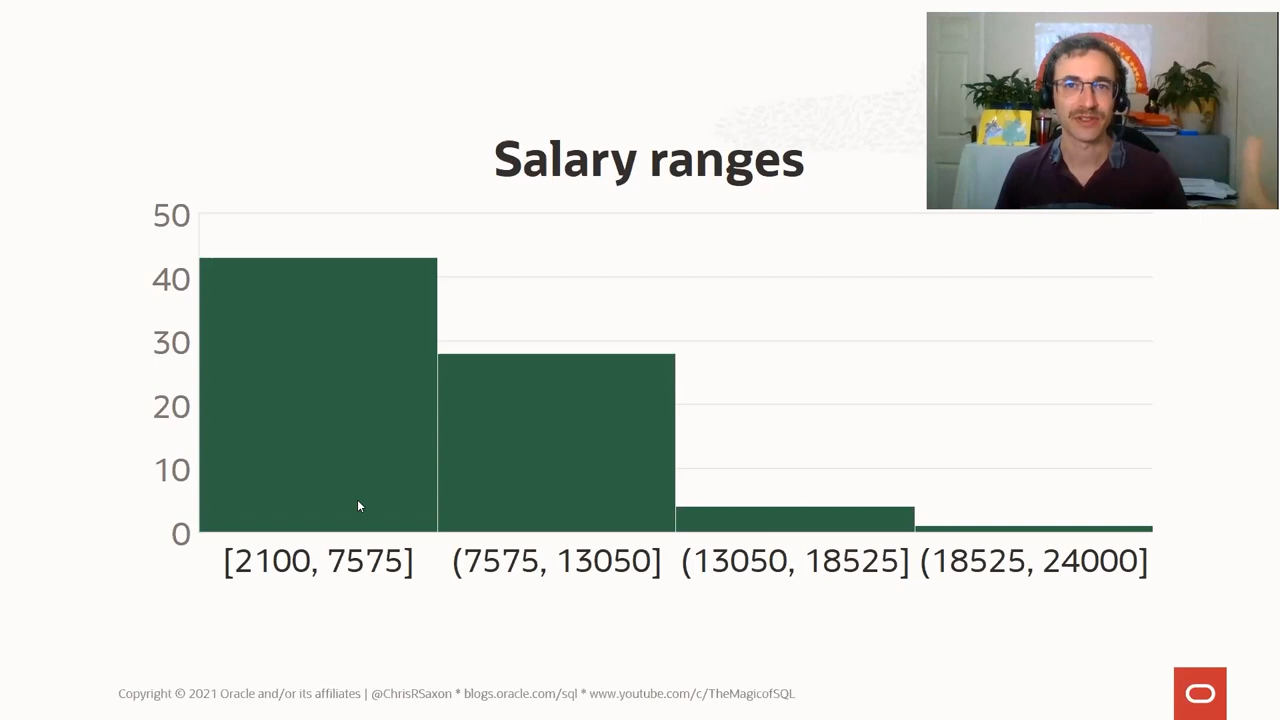 Salary ranges
50
40
30
20
10
0
[2100, 7575] (7575, 13050] (13050, 18525] (18525, 24000]
Copyright © 2021 Oracle and/or its affiliates | @ChrisRSaxon * blogs.oracle.com/sql * www.youtube.com/c/TheMagicofSQL